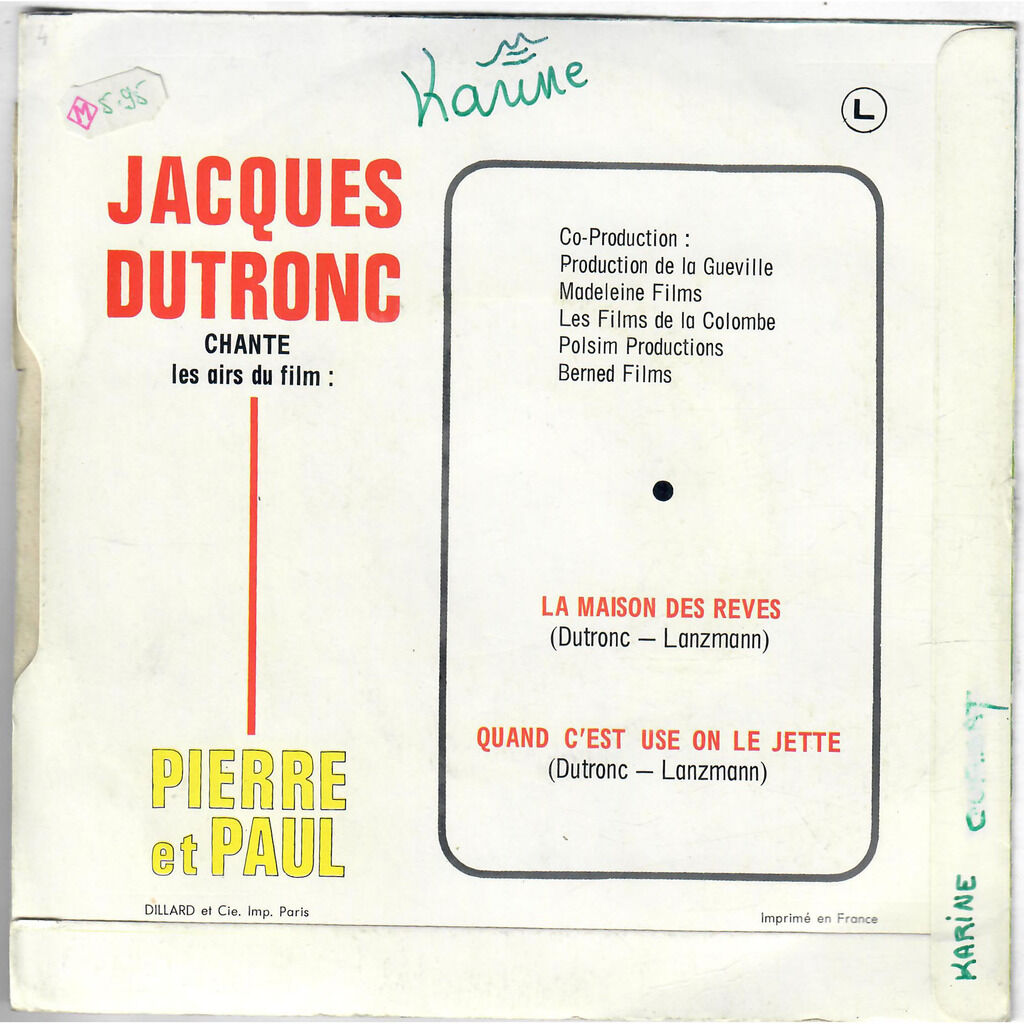 4
M 5.95
Karine
L
JACQUES
DUTRONC
CHANTE
les airs du film :
PIERRE
et PAUL
DILLARD et Cie. Imp. Paris
Co-Production :
Production de la Gueville
Madeleine Films
Les Films de la Colombe
Polsim Productions
Berned Films
LA MAISON DES REVES
(Dutronc — Lanzmann)
QUAND C'EST USE ON LE JETTE
(Dutronc — Lanzmann)
Imprimé en France
KARINE